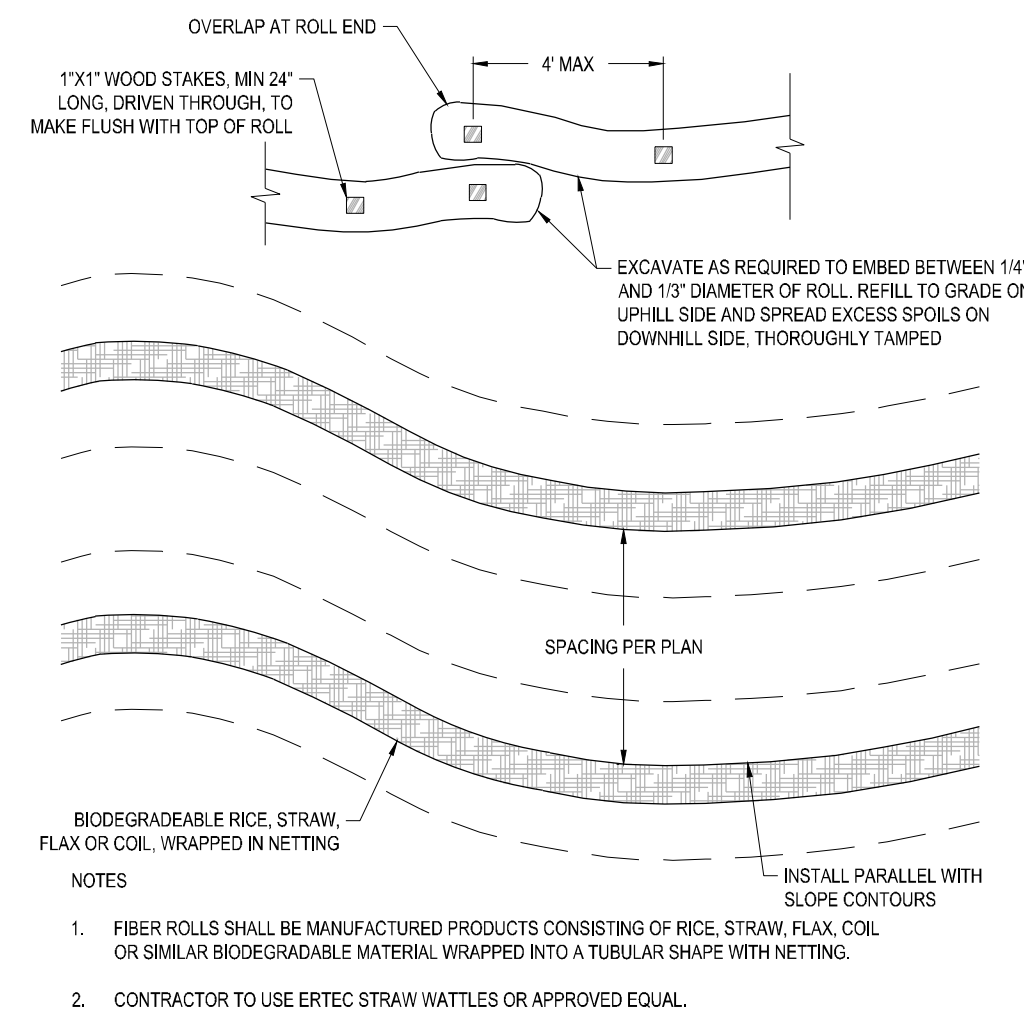 OVERLAP AT ROLL END
4' MAX
1"X1" WOOD STAKES, MIN 24"
LONG, DRIVEN THROUGH, TO
MAKE FLUSH WITH TOP OF ROLL
EXCAVATE AS REQUIRED TO EMBED BETWEEN 1/4"
AND 1/3" DIAMETER OF ROLL. REFILL TO GRADE ON
UPHILL SIDE AND SPREAD EXCESS SPOILS ON
DOWNHILL SIDE, THOROUGHLY TAMPED
SPACING PER PLAN
BIODEGRADEABLE RICE, STRAW,
FLAX OR COIL, WRAPPED IN NETTING
INSTALL PARALLEL WITH
SLOPE CONTOURS
NOTES
1. FIBER ROLLS SHALL BE MANUFACTURED PRODUCTS CONSISTING OF RICE, STRAW, FLAX, COIL
OR SIMILAR BIODEGRADABLE MATERIAL WRAPPED INTO A TUBULAR SHAPE WITH NETTING.
2. CONTRACTOR TO USE ERTEC STRAW WATTLES OR APPROVED EQUAL.